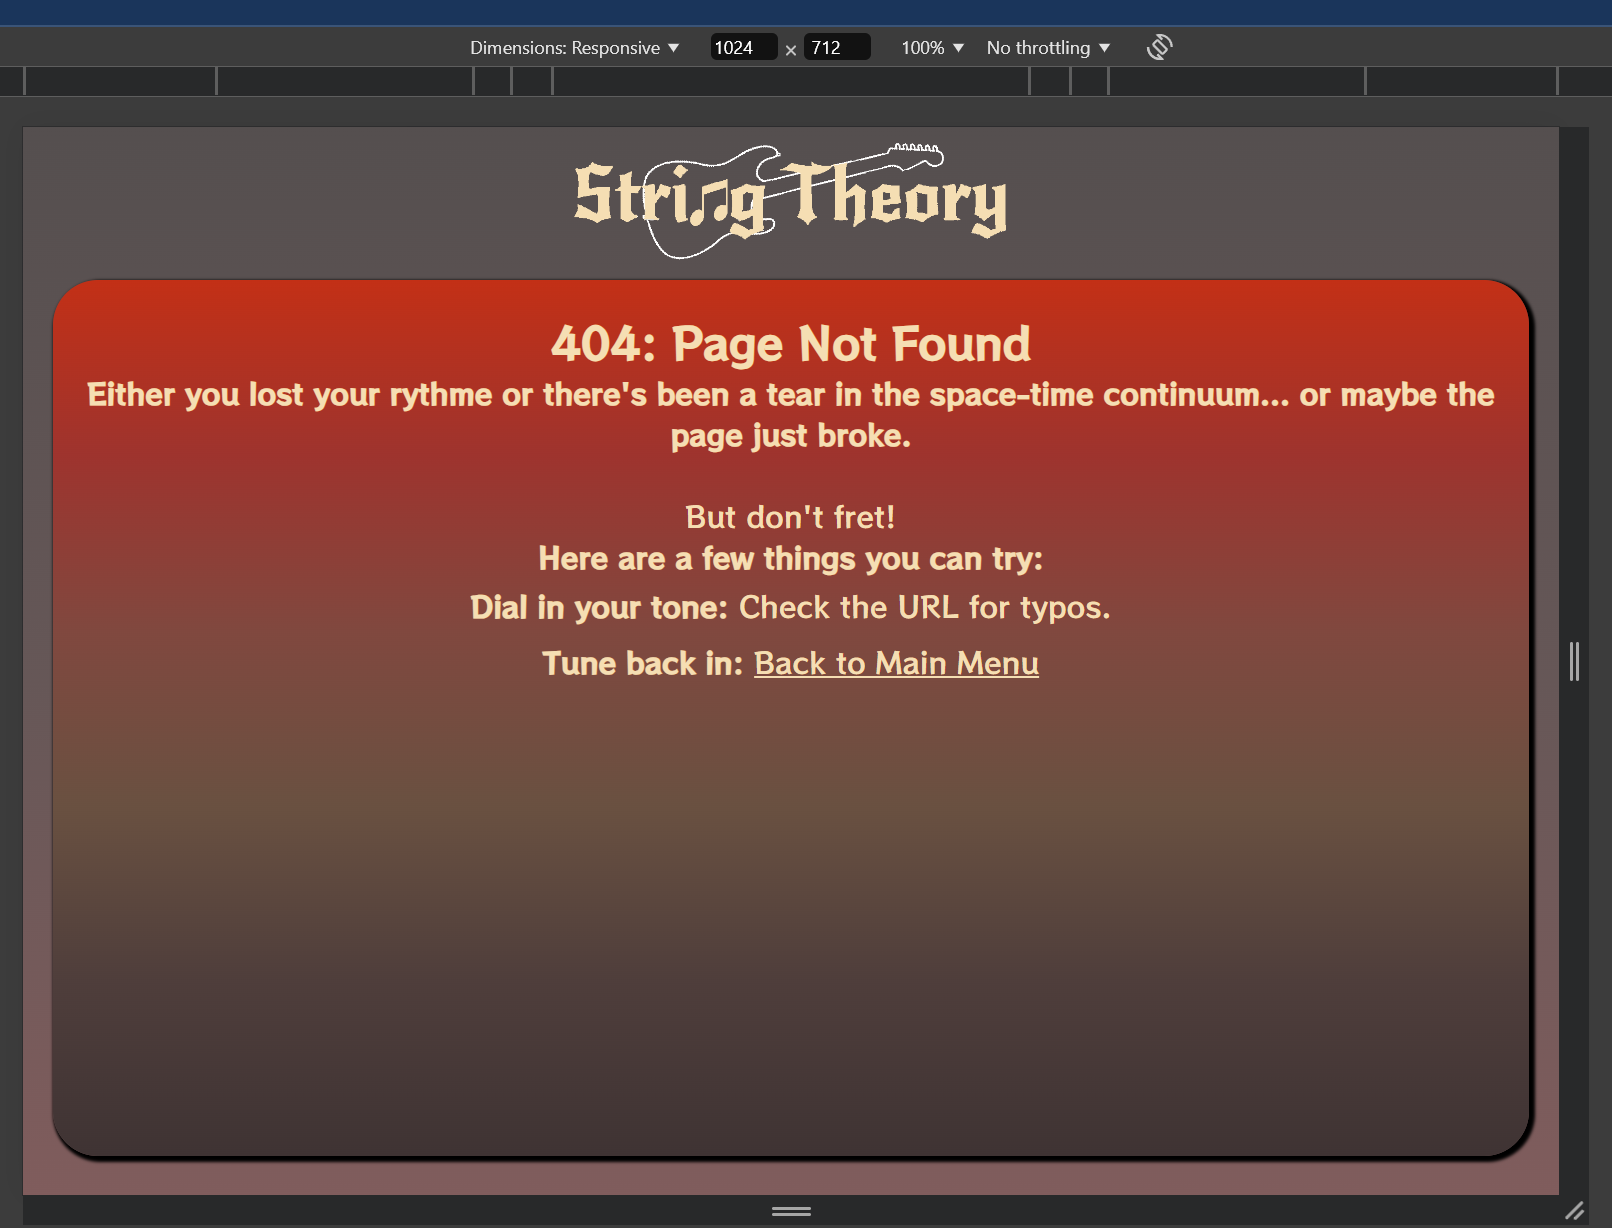 Dimensions: Responsive ▼ 1024 × 712 100% ▼ No throttling ▼
String Theory
404: Page Not Found
Either you lost your rythme or there's been a tear in the space-time continuum... or maybe the
page just broke.
But don't fret!
Here are a few things you can try:
Dial in your tone: Check the URL for typos.
Tune back in: Back to Main Menu